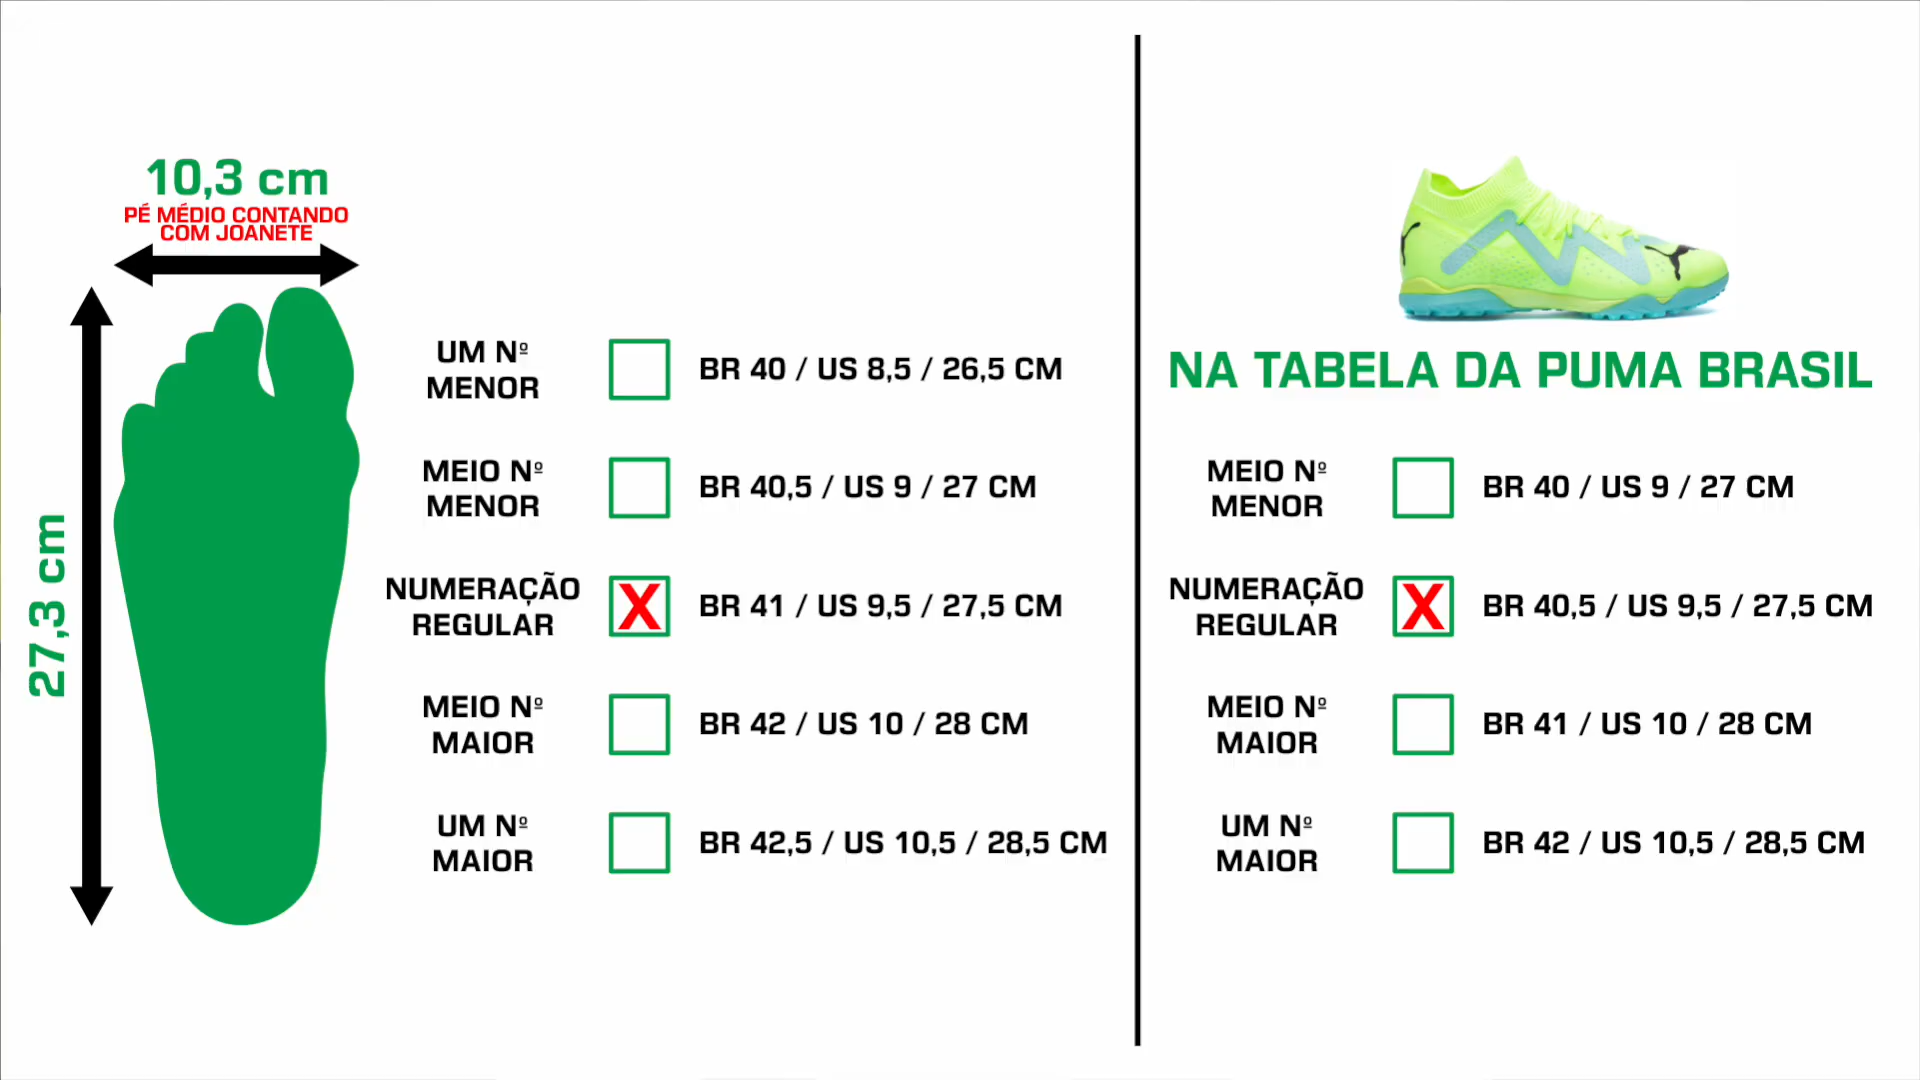 10,3 cm
PÉ MÉDIO CONTANDO
COM JOANETE
27,3 cm
UM Nº
MENOR
BR 40 / US 8,5 / 26,5 CM
MEIO Nº
MENOR
BR 40,5 / US 9 / 27 CM
NUMERAÇÃO
REGULAR
X
BR 41 / US 9,5 / 27,5 CM
MEIO Nº
MAIOR
BR 42 / US 10 / 28 CM
UM Nº
MAIOR
BR 42,5 / US 10,5 / 28,5 CM
NA TABELA DA PUMA BRASIL
MEIO Nº
MENOR
BR 40 / US 9 / 27 CM
NUMERAÇÃO
REGULAR
X
BR 40,5 / US 9,5 / 27,5 CM
MEIO Nº
MAIOR
BR 41 / US 10 / 28 CM
UM Nº
MAIOR
BR 42 / US 10,5 / 28,5 CM